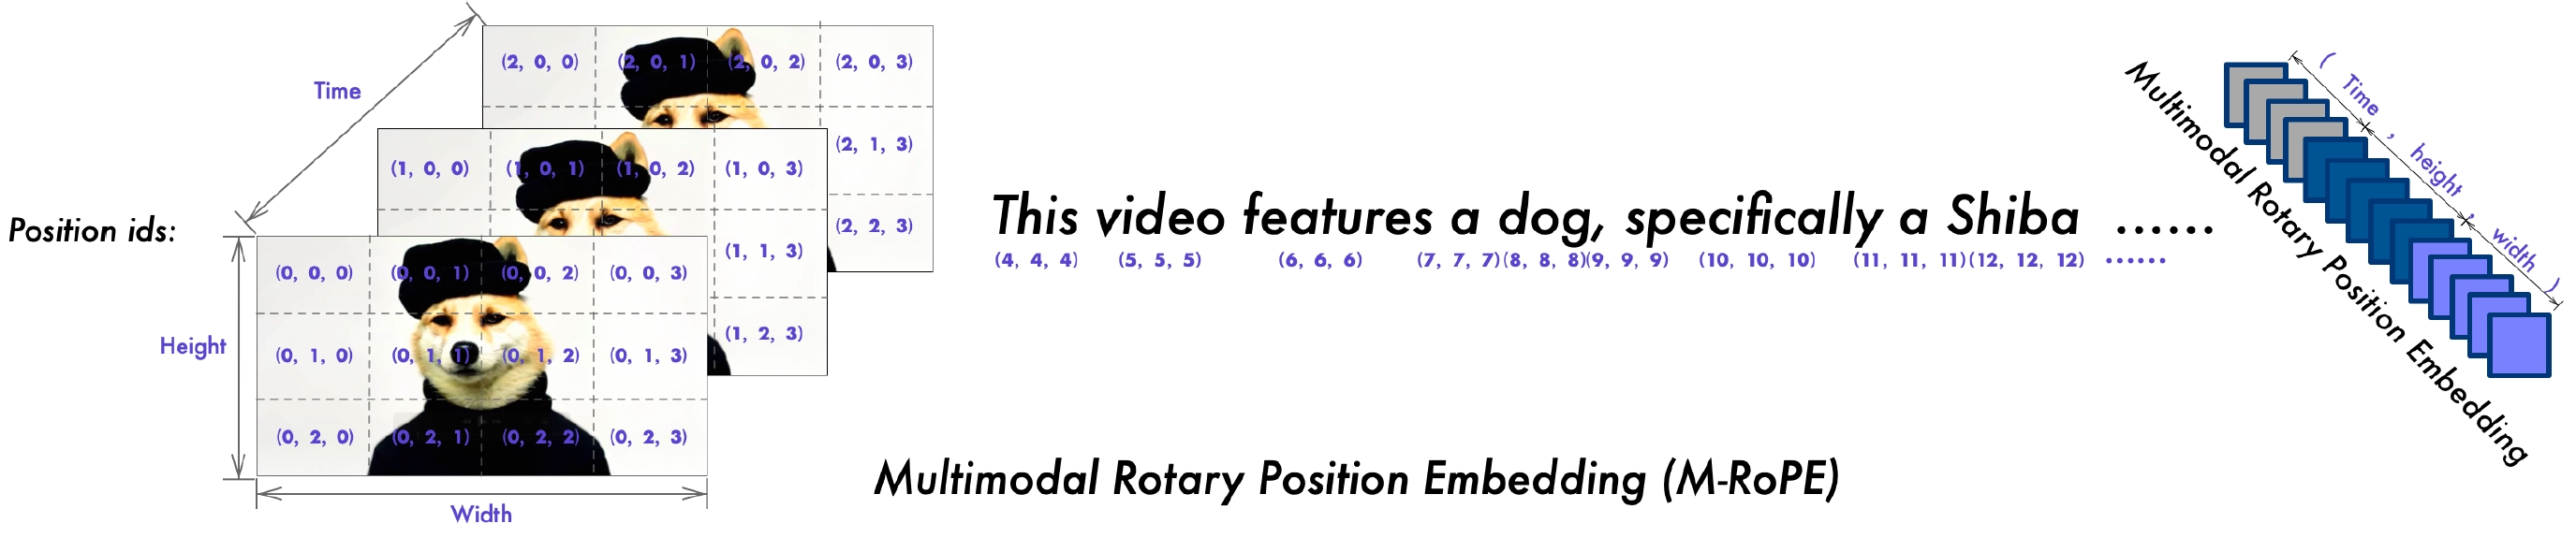 Time
(2, 0, 0) (2, 0, 1) (2, 0, 2) (2, 0, 3)
(2, 1, 3)
(2, 2, 3)
(1, 0, 0) (1, 0, 1) (1, 0, 2) (1, 0, 3)
(1, 1, 3)
(1, 2, 3)
Position ids:
(0, 0, 0) (0, 0, 1) (0, 0, 2) (0, 0, 3)
Height
(0, 1, 0) (0, 1, 1) (0, 1, 2) (0, 1, 3)
(0, 2, 0) (0, 2, 1) (0, 2, 2) (0, 2, 3)
Width
This video features a dog, specifically a Shiba ......
(4, 4, 4) (5, 5, 5) (6, 6, 6) (7, 7, 7) (8, 8, 8) (9, 9, 9) (10, 10, 10) (11, 11, 11) (12, 12, 12) ......
( Time , height , width )
Multimodal Rotary Position Embedding
Multimodal Rotary Position Embedding (M-RoPE)